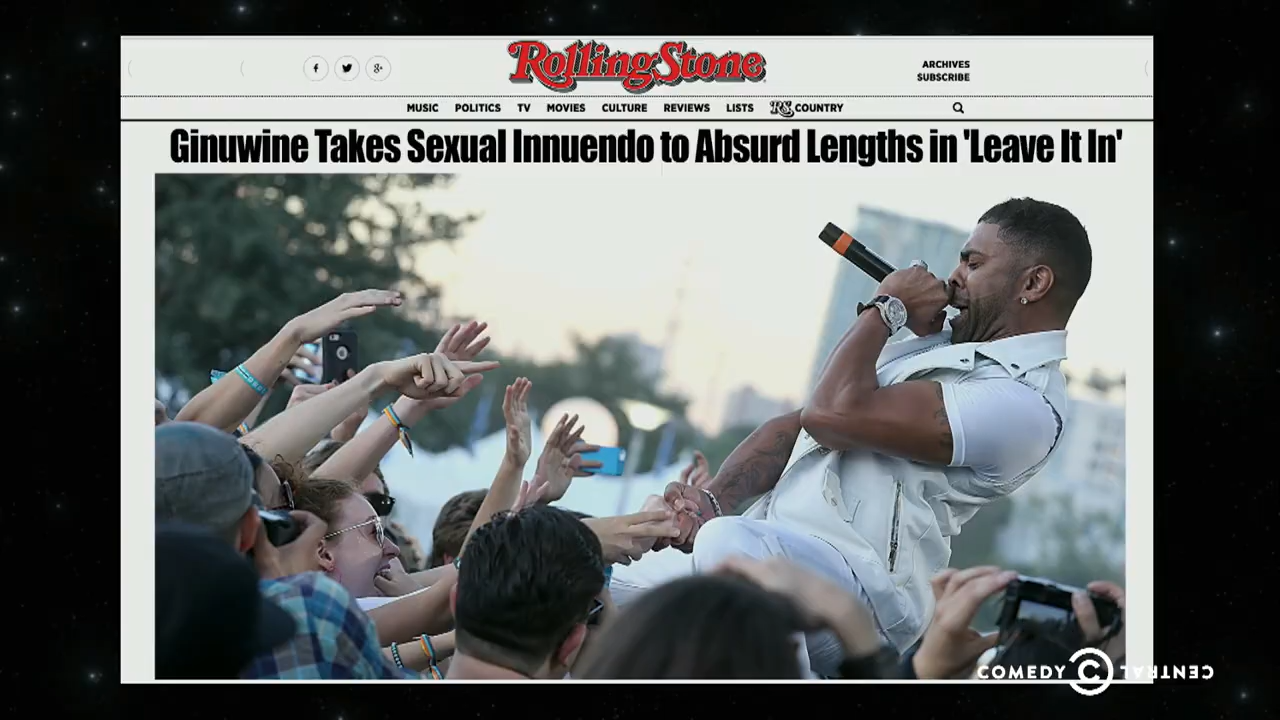 RollingStone
f
g+
ARCHIVES
SUBSCRIBE
MUSIC POLITICS TV MOVIES CULTURE REVIEWS LISTS RS COUNTRY
Ginuwine Takes Sexual Innuendo to Absurd Lengths in 'Leave It In'
COMEDY C CENTRAL